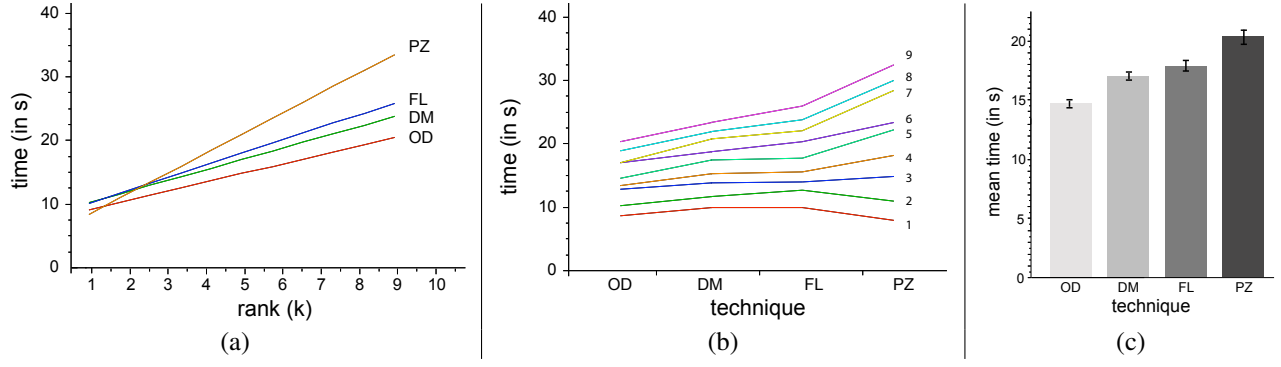 time (in s)
40
30
20
10
0
PZ
FL
DM
OD
1 2 3 4 5 6 7 8 9 10
rank (k)
(a)
time (in s)
40
30
20
10
0
9
8
7
6
5
4
3
2
1
OD DM FL PZ
technique
(b)
mean time (in s)
20
15
10
5
0
OD DM FL PZ
technique
(c)